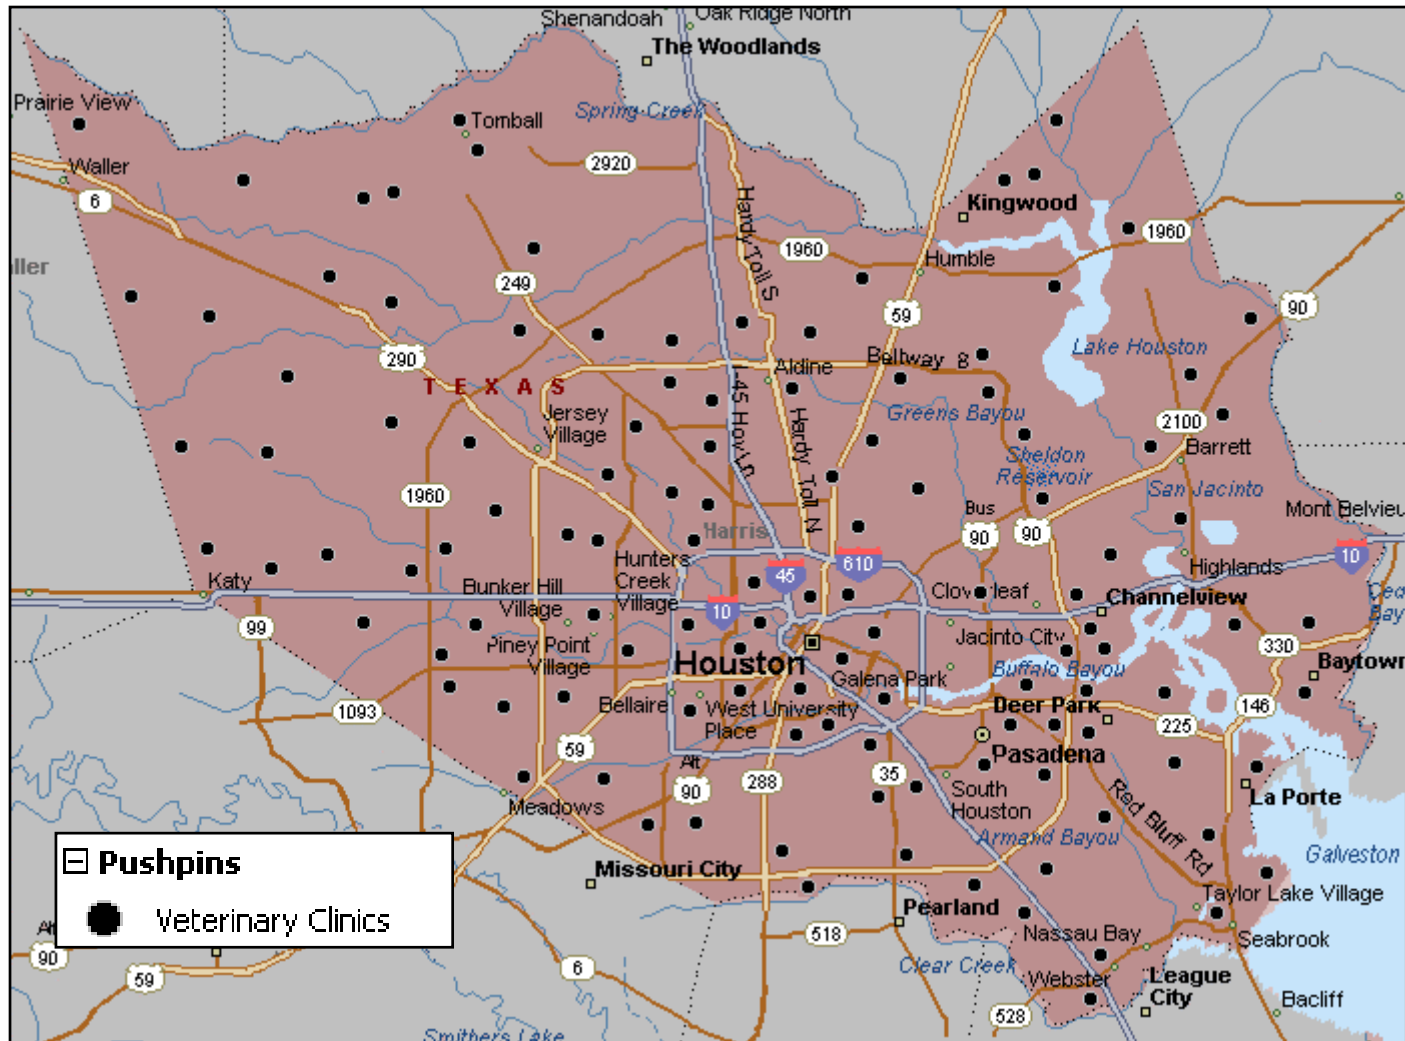 Shenandoah
Oak Ridge North
The Woodlands
Prairie View
Tomball
Spring Creek
2920
Waller
6
Kingwood
Hardy Toll S
1960
1960
Humble
ller
249
59
90
290
Lake Houston
TEXAS
Aldine
Beltway 8
I 45 Hov Ln
Jersey
Village
Greens Bayou
Hardy Toll N
2100
Barrett
Sheldon
Reservoir
1960
San Jacinto
Bus
Mont Belvieu
Harris
90
90
Hunters
Creek
Village
45
610
10
Highlands
Katy
Bunker Hill
Village
10
Cloverleaf
Channelview
99
Jacinto City
330
Piney Point
Village
Houston
Buffalo Bayou
Baytown
Galena Park
1093
Bellaire
West University
Place
Deer Park
146
225
59
Pasadena
Alt
90
288
35
South
Houston
La Porte
Meadows
Red Bluff Rd
Armand Bayou
Galveston
Pushpins
Missouri City
Veterinary Clinics
Taylor Lake Village
Pearland
518
Nassau Bay
Seabrook
90
59
6
Clear Creek
Webster
League
City
Bacliff
528
Smithers Lake